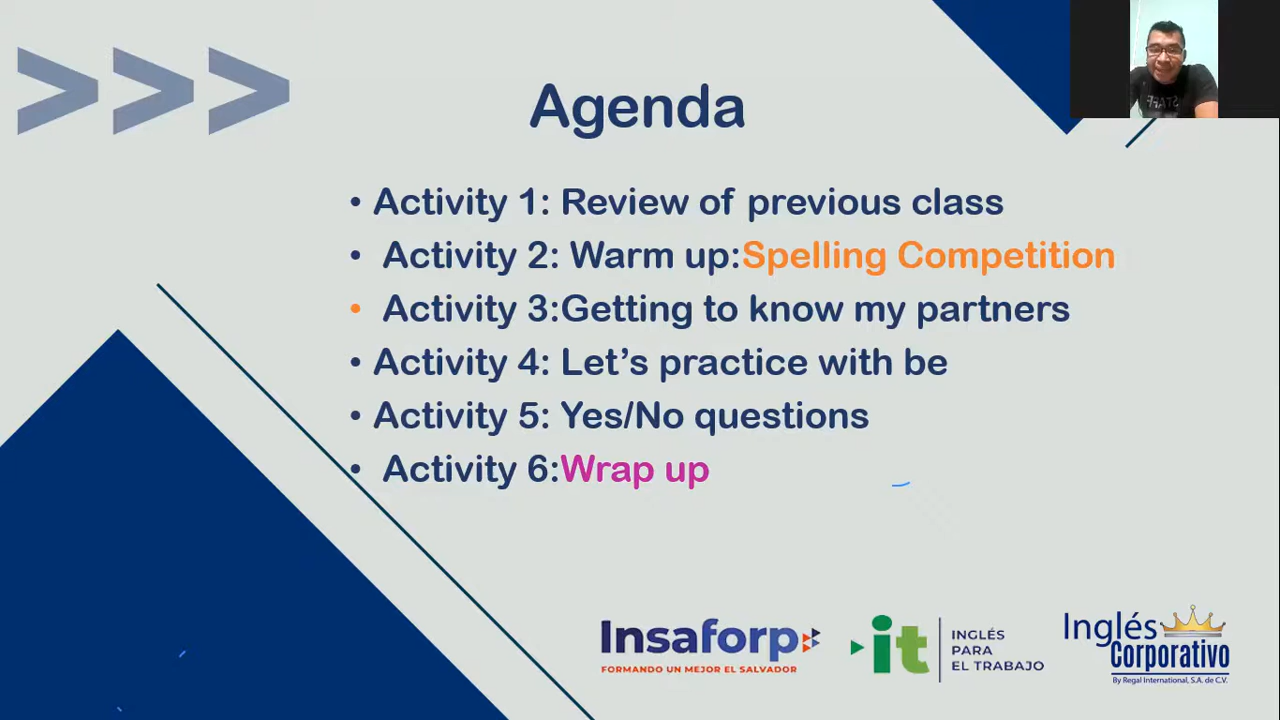 Agenda
• Activity 1: Review of previous class
• Activity 2: Warm up:Spelling Competition
• Activity 3:Getting to know my partners
• Activity 4: Let’s practice with be
• Activity 5: Yes/No questions
• Activity 6:Wrap up
Insaforp
FORMANDO UN MEJOR EL SALVADOR
it
INGLÉS
PARA
EL TRABAJO
Inglés
Corporativo
By Regal International, S.A. de C.V.
STAFF